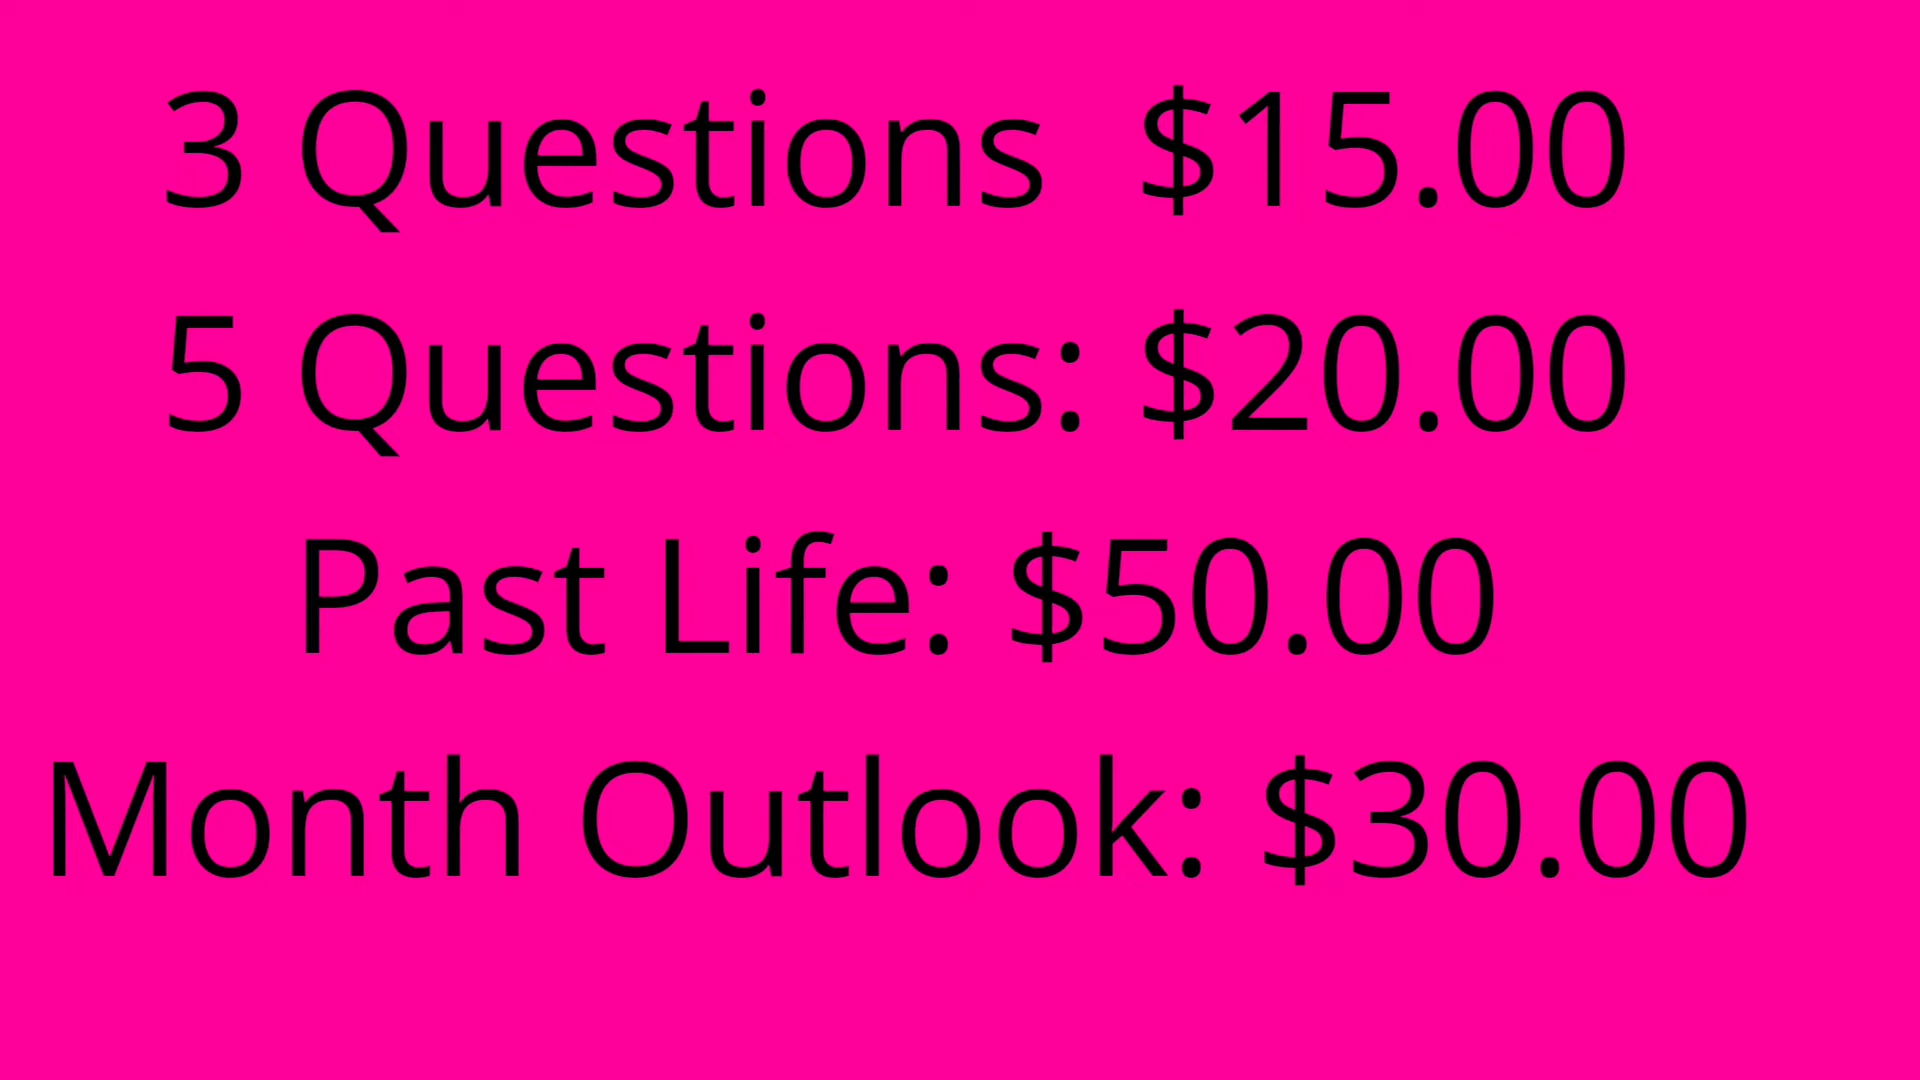 3 Questions  $15.00
5 Questions: $20.00
Past Life: $50.00
Month Outlook: $30.00